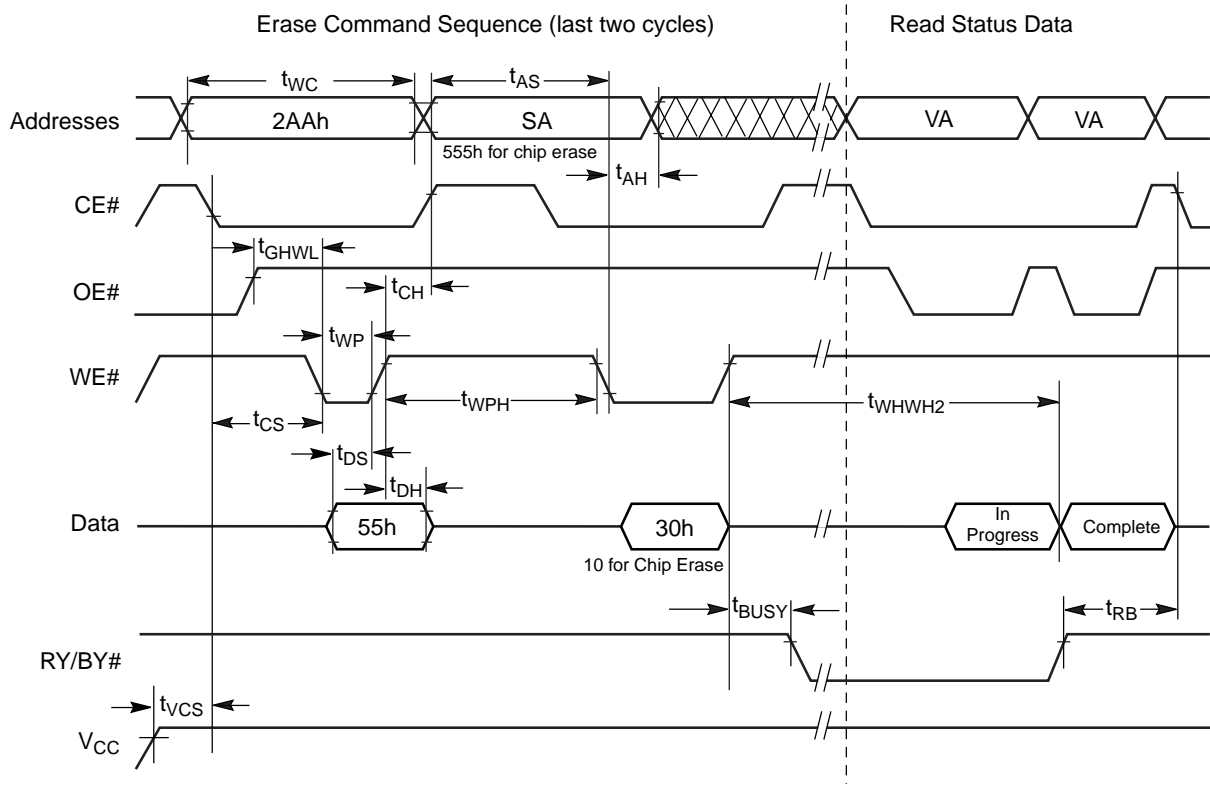 Erase Command Sequence (last two cycles)
Read Status Data
tWC
tAS
Addresses
2AAh
SA
VA
VA
555h for chip erase
tAH
CE#
tGHWL
OE#
tCH
tWP
WE#
tWPH
tWHWH2
tCS
tDS
tDH
Data
55h
30h
In
Progress
Complete
10 for Chip Erase
tBUSY
tRB
RY/BY#
tVCS
VCC